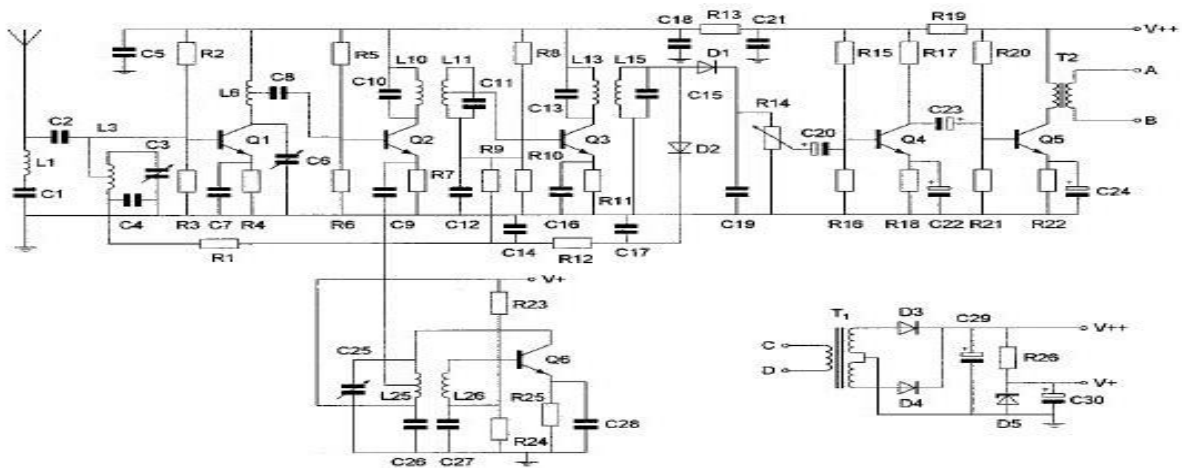 C18 R13 C21 R19
V++
C5 R2 R5 L10 L11 R8 L13 L15 D1 R15 R17 R20 T2
C8 C10 C11 C15 A
L6 C13 R14 C23
C2 L3 Q1 Q2 Q3 C20 Q4 Q5 B
C3 C6 R9 R10 D2
L1 R7
C1 R11 C24
C4 R3 C7 R4 R6 C9 C12 C16 C19 R16 R18 C22 R21 R22
R1 C14 R12 C17
V+
R23
T1 D3 C29 V++
C25 Q6 C R26
L25 L26 R25 D V+
D4 C30
R24 C28 D5
C26 C27